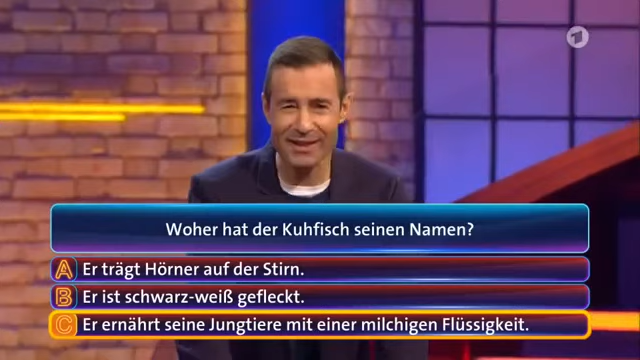 Woher hat der Kuhfisch seinen Namen?
A Er trägt Hörner auf der Stirn.
B Er ist schwarz-weiß gefleckt.
C Er ernährt seine Jungtiere mit einer milchigen Flüssigkeit.